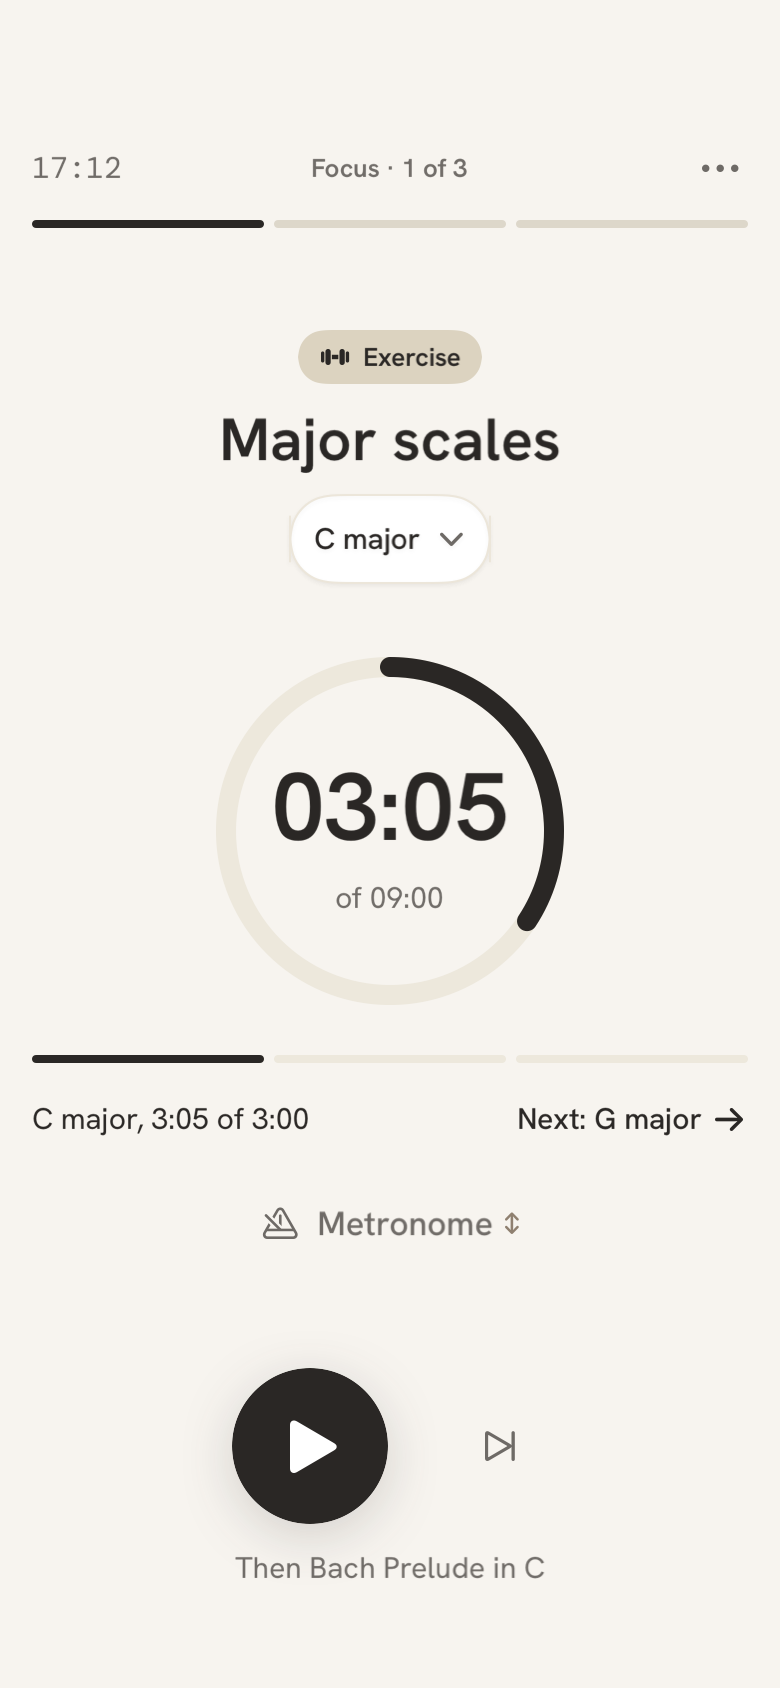 17:12
Focus · 1 of 3
Exercise
Major scales
C major
03:05
of 09:00
C major, 3:05 of 3:00
Next: G major
Metronome
Then Bach Prelude in C